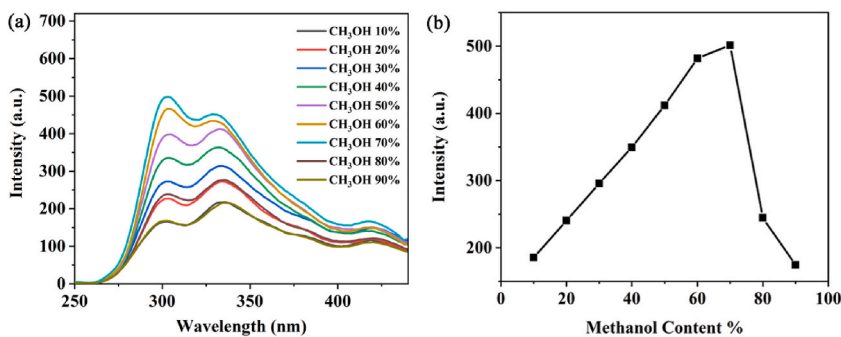 (a)
700
600
500
400
300
200
100
0
250 300 350 400
Wavelength (nm)
Intensity (a.u.)
CH₃OH 10%
CH₃OH 20%
CH₃OH 30%
CH₃OH 40%
CH₃OH 50%
CH₃OH 60%
CH₃OH 70%
CH₃OH 80%
CH₃OH 90%
(b)
500
400
300
200
0 20 40 60 80 100
Methanol Content %
Intensity (a.u.)